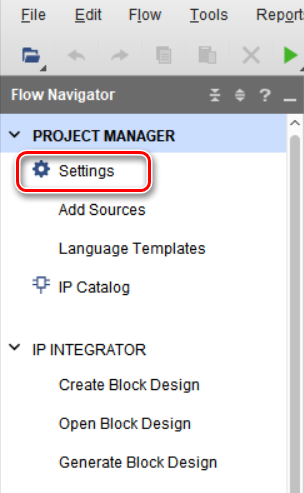 File Edit Flow Tools Report
Flow Navigator ?
PROJECT MANAGER
Settings
Add Sources
Language Templates
IP Catalog
IP INTEGRATOR
Create Block Design
Open Block Design
Generate Block Design